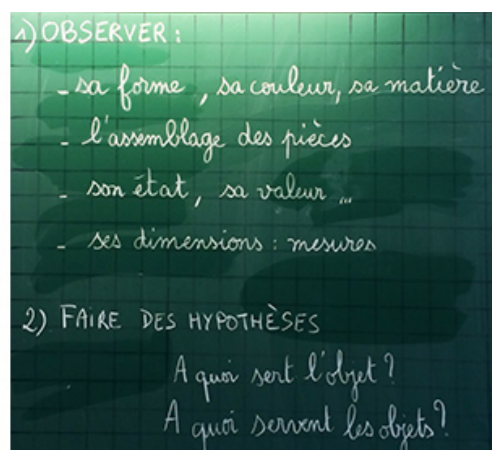 1) OBSERVER :
- sa forme, sa couleur, sa matière
- l'assemblage des pièces
- son état, sa valeur ...
- ses dimensions : mesures
2) FAIRE DES HYPOTHÈSES
A quoi sert l'objet ?
A quoi servent les objets ?